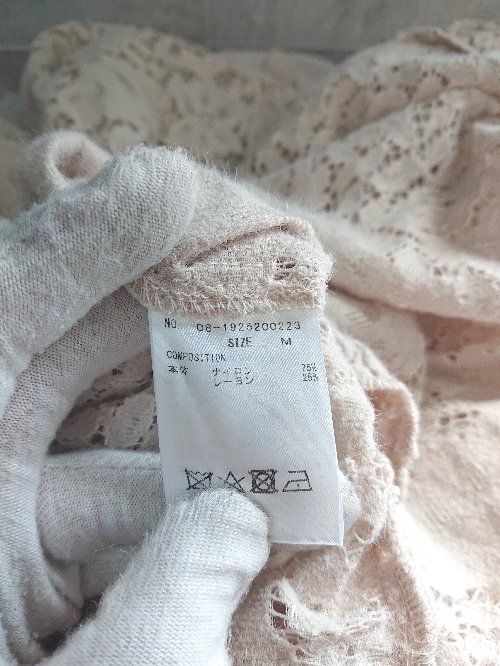 NO. 08-1926200223
SIZE M
COMPOSITION
本体 ナイロン 75%
レーヨン 25%